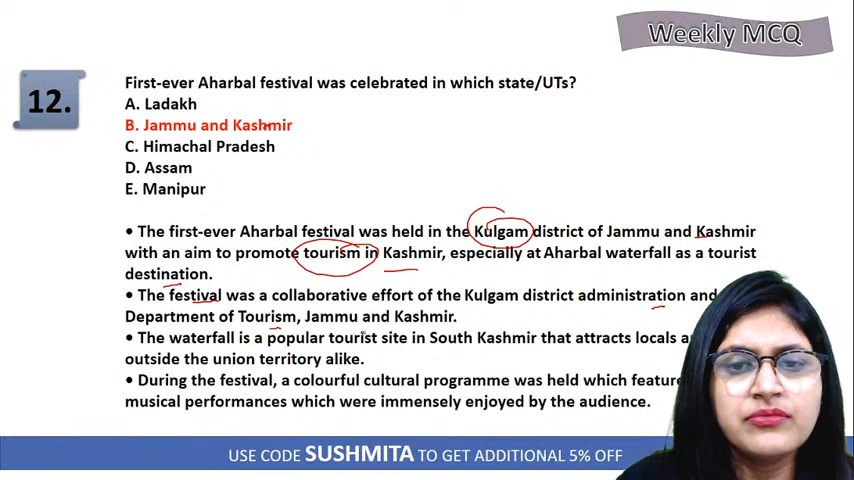 Weekly MCQ
12.
First-ever Aharbal festival was celebrated in which state/UTs?
A. Ladakh
B. Jammu and Kashmir
C. Himachal Pradesh
D. Assam
E. Manipur
• The first-ever Aharbal festival was held in the Kulgam district of Jammu and Kashmir
with an aim to promote tourism in Kashmir, especially at Aharbal waterfall as a tourist
destination.
• The festival was a collaborative effort of the Kulgam district administration and
Department of Tourism, Jammu and Kashmir.
• The waterfall is a popular tourist site in South Kashmir that attracts locals
outside the union territory alike.
• During the festival, a colourful cultural programme was held which
musical performances which were immensely enjoyed by the audience.
USE CODE SUSHMITA TO GET ADDITIONAL 5% OFF